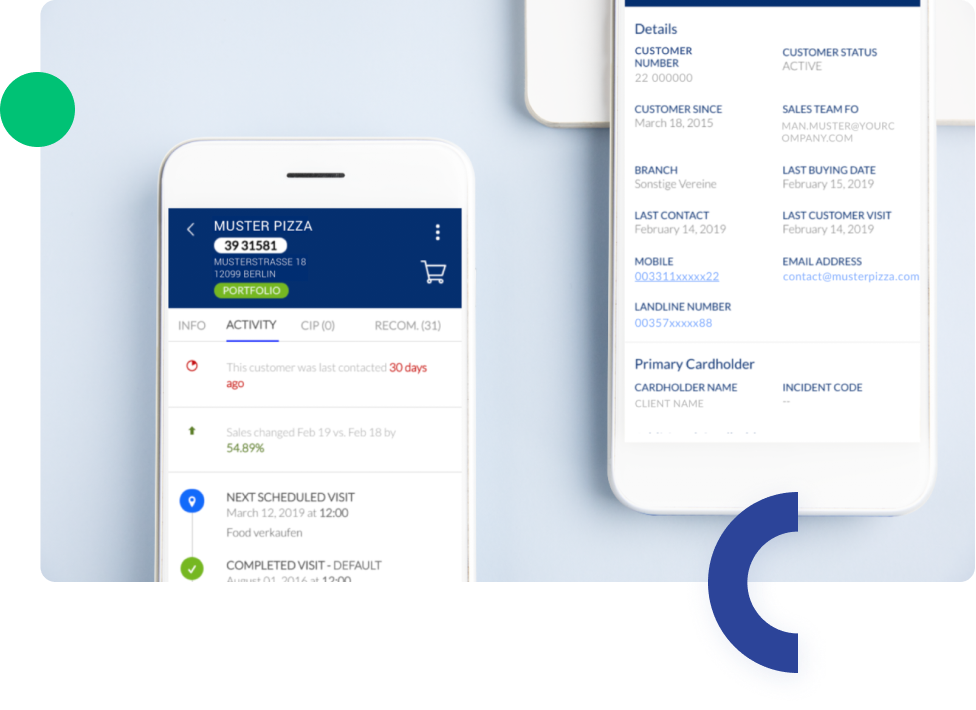 MUSTER PIZZA
39 31581
MUSTERSTRASSE 18
12099 BERLIN
PORTFOLIO
INFO
ACTIVITY
CIP (0)
RECOM. (31)
This customer was last contacted 30 days
ago
Sales changed Feb 19 vs. Feb 18 by
54.89%
NEXT SCHEDULED VISIT
March 12, 2019 at 12:00
Food verkaufen
COMPLETED VISIT - DEFAULT
August 01, 2016 at 12:00
Details
CUSTOMER
NUMBER
22 000000
CUSTOMER STATUS
ACTIVE
CUSTOMER SINCE
March 18, 2015
SALES TEAM FO
MAN.MUSTER@YOURC
OMPANY.COM
BRANCH
Sonstige Vereine
LAST BUYING DATE
February 15, 2019
LAST CONTACT
February 14, 2019
LAST CUSTOMER VISIT
February 14, 2019
MOBILE
003311xxxxx22
EMAIL ADDRESS
contact@musterpizza.com
LANDLINE NUMBER
00357xxxxx88
Primary Cardholder
CARDHOLDER NAME
CLIENT NAME
INCIDENT CODE
--